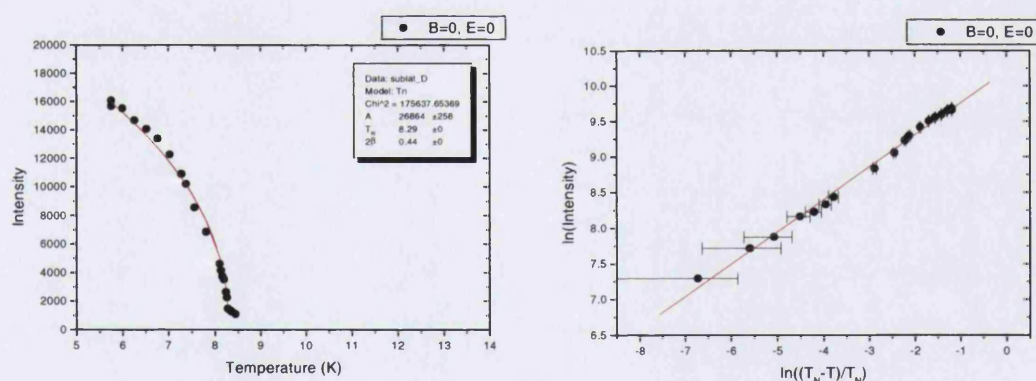 B=0, E=0
20000
18000
16000
14000
12000
10000
8000
6000
4000
2000
0
Intensity
Data: sublat_D
Model: Tn
Chi^2 = 175637.65369
A 26864 ±258
T_N 8.29 ±0
2β 0.44 ±0
5 6 7 8 9 10 11 12 13 14
Temperature (K)
B=0, E=0
10.5
10.0
9.5
9.0
8.5
8.0
7.5
7.0
6.5
ln(Intensity)
-8 -7 -6 -5 -4 -3 -2 -1 0
ln((T_N-T)/T_N)